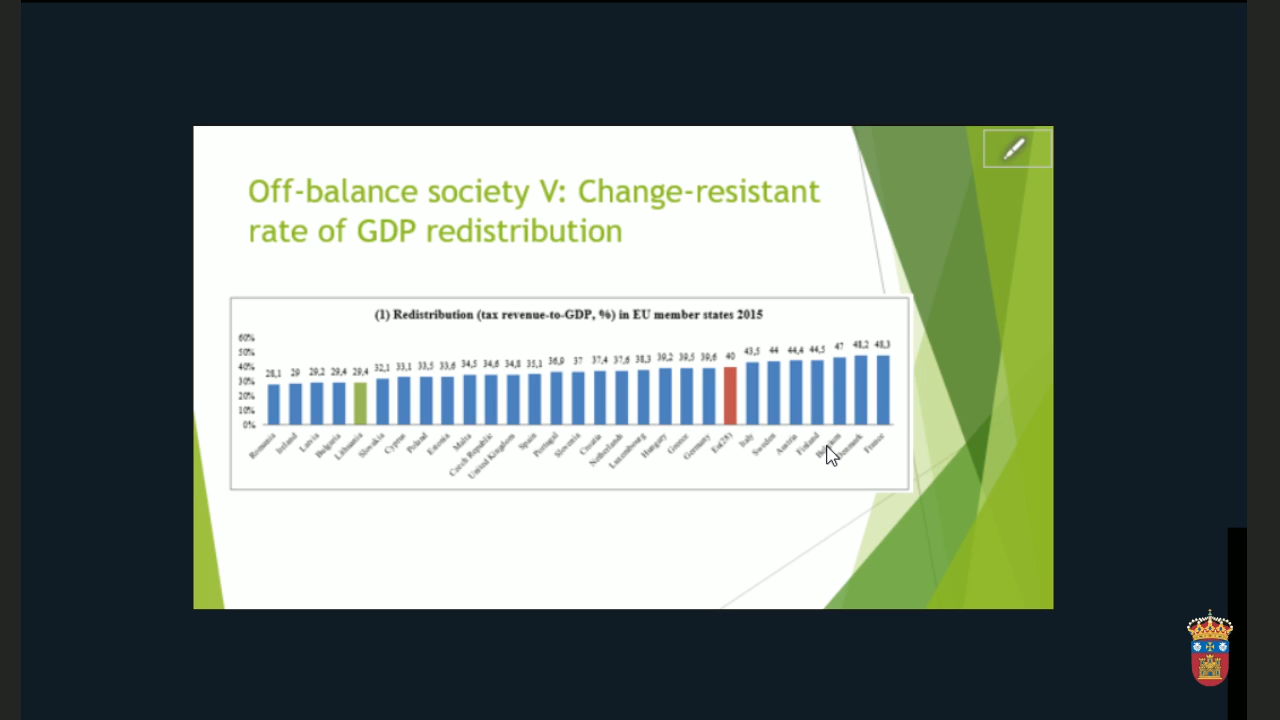 Off-balance society V: Change-resistant
rate of GDP redistribution
(1) Redistribution (tax revenue-to-GDP, %) in EU member states 2015
60%
50%
40%
30%
20%
10%
0%
28,1 29 29,2 29,4 29,4 32,1 33,1 33,5 33,6 34,5 34,6 34,8 35,1 36,9 37 37,4 37,6 38,3 39,2 39,5 39,6 40 43,5 44 44,4 44,5 47 48,2 48,3
Romania Ireland Latvia Bulgaria Lithuania Slovakia Cyprus Poland Estonia Malta Czech Republic United Kingdom Spain Portugal Slovenia Croatia Netherlands Luxembourg Hungary Greece Germany Eu(28) Italy Sweden Austria Finland Denmark France